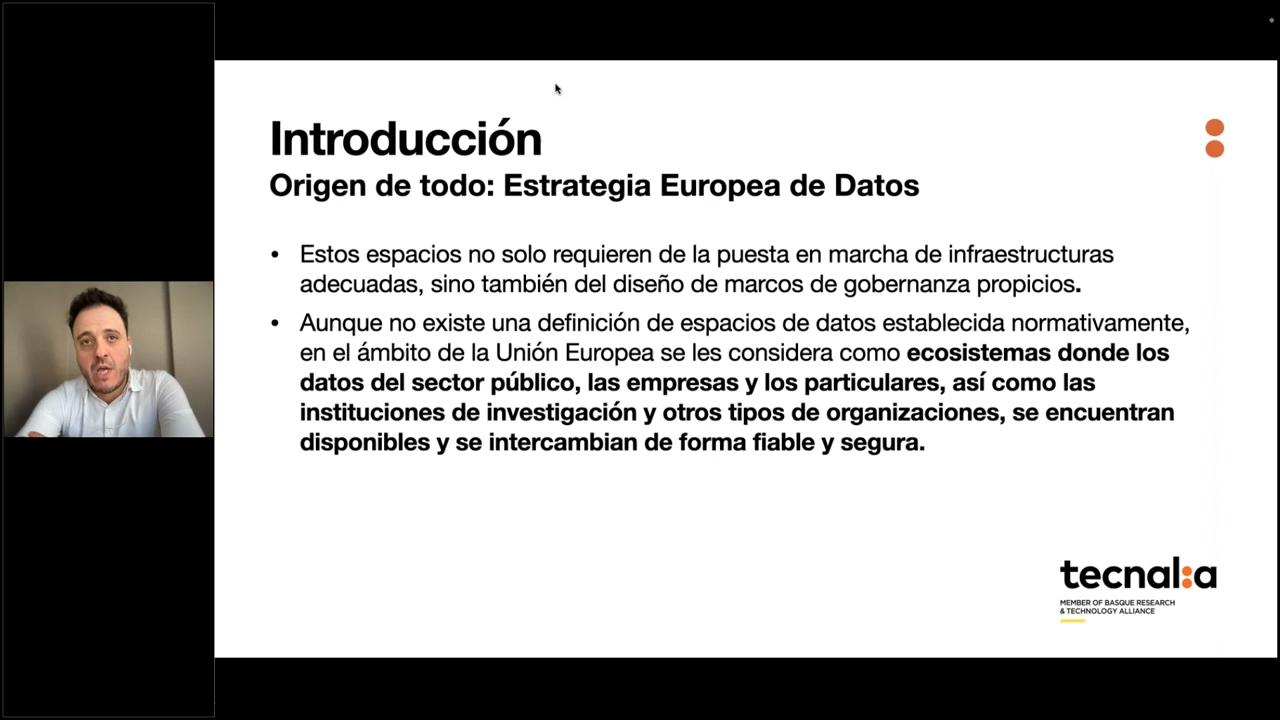 Introducción
Origen de todo: Estrategia Europea de Datos
• Estos espacios no solo requieren de la puesta en marcha de infraestructuras
adecuadas, sino también del diseño de marcos de gobernanza propicios.
• Aunque no existe una definición de espacios de datos establecida normativamente,
en el ámbito de la Unión Europea se les considera como ecosistemas donde los
datos del sector público, las empresas y los particulares, así como las
instituciones de investigación y otros tipos de organizaciones, se encuentran
disponibles y se intercambian de forma fiable y segura.
tecnal:a
MEMBER OF BASQUE RESEARCH
& TECHNOLOGY ALLIANCE